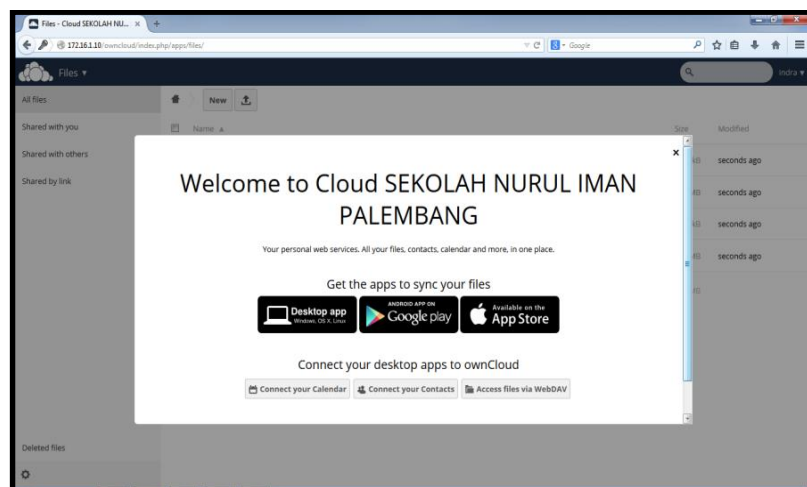 Files - Cloud SEKOLAH NU...
172.16.1.10/owncloud/index.php/apps/files/
Google
Files
indra
All files
New
Shared with you
Name
Size
Modified
Shared with others
seconds ago
Shared by link
seconds ago
seconds ago
seconds ago
Welcome to Cloud SEKOLAH NURUL IMAN
PALEMBANG
Your personal web services. All your files, contacts, calendar and more, in one place.
Get the apps to sync your files
Desktop app
Windows, OS X, Linux
ANDROID APP ON
Google play
Available on the
App Store
Connect your desktop apps to ownCloud
Connect your Calendar
Connect your Contacts
Access files via WebDAV
Deleted files